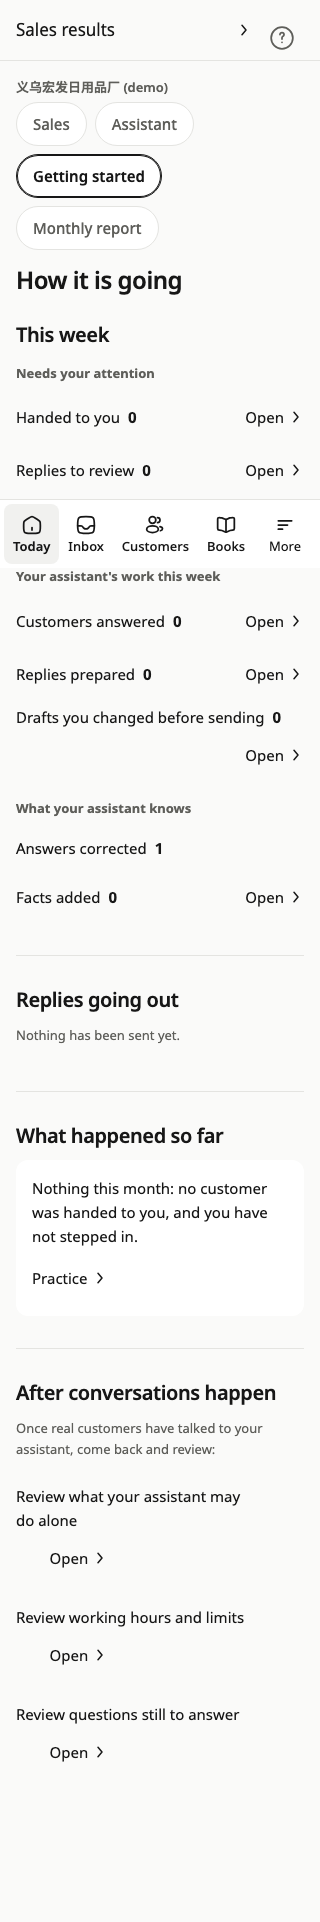 Sales results
义乌宏发日用品厂 (demo)
Sales
Assistant
Getting started
Monthly report
How it is going
This week
Needs your attention
Handed to you 0 Open
Replies to review 0 Open
Today
Inbox
Customers
Books
More
Your assistant's work this week
Customers answered 0 Open
Replies prepared 0 Open
Drafts you changed before sending 0
Open
What your assistant knows
Answers corrected 1
Facts added 0 Open
Replies going out
Nothing has been sent yet.
What happened so far
Nothing this month: no customer
was handed to you, and you have
not stepped in.
Practice
After conversations happen
Once real customers have talked to your
assistant, come back and review:
Review what your assistant may
do alone
Open
Review working hours and limits
Open
Review questions still to answer
Open